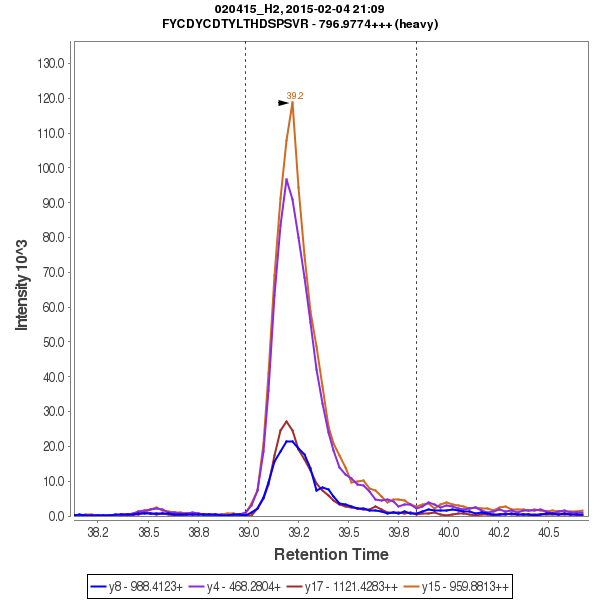 020415_H2, 2015-02-04 21:09
FYCDYCDTYLTHDSPSVR - 796.9774+++ (heavy)
Intensity 10^3
130.0
120.0
110.0
100.0
90.0
80.0
70.0
60.0
50.0
40.0
30.0
20.0
10.0
0.0
39.2
38.2 38.5 38.8 39.0 39.2 39.5 39.8 40.0 40.2 40.5
Retention Time
y8 - 988.4123+ y4 - 468.2804+ y17 - 1121.4283++ y15 - 959.8813++